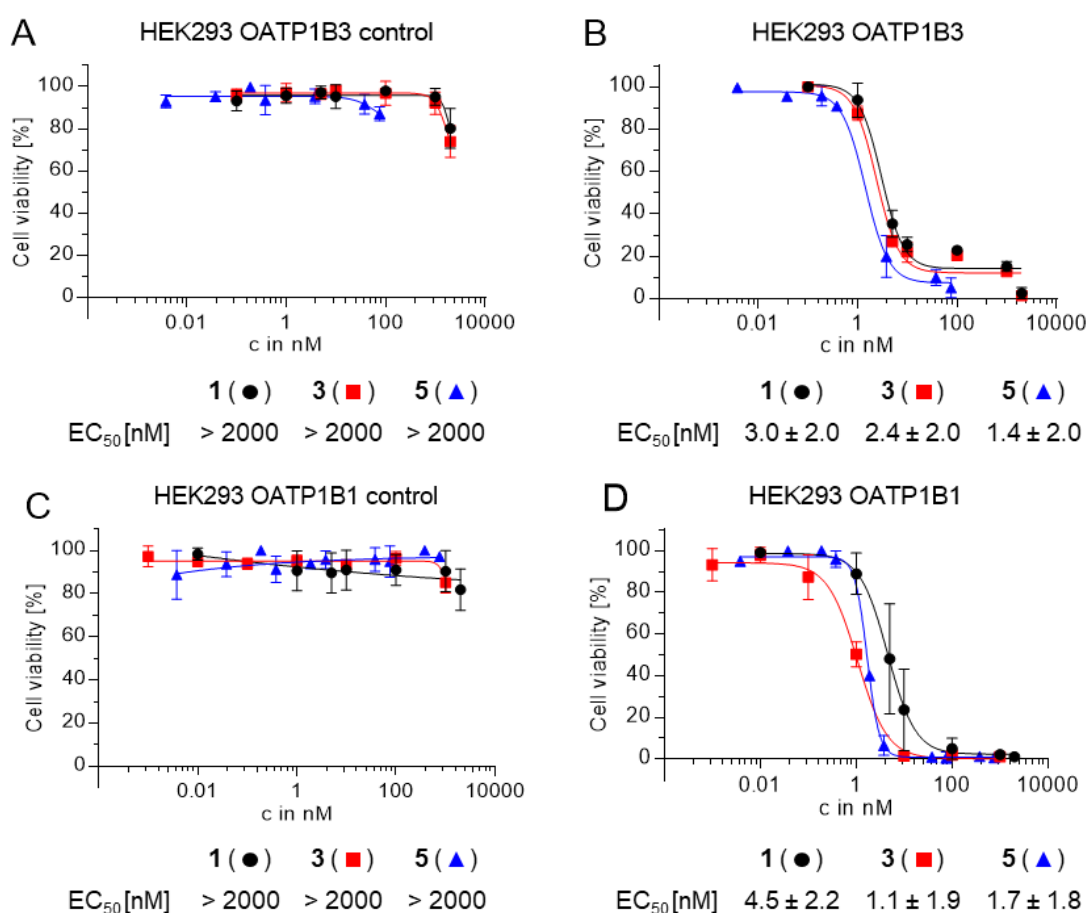 A
HEK293 OATP1B3 control
Cell viability [%]
100
80
60
40
20
0
0.01 1 100 10000
c in nM
1 ( ● ) 3 ( ■ ) 5 ( ▲ )
EC₅₀ [nM] > 2000 > 2000 > 2000
B
HEK293 OATP1B3
Cell viability [%]
100
80
60
40
20
0
0.01 1 100 10000
c in nM
1 ( ● ) 3 ( ■ ) 5 ( ▲ )
EC₅₀ [nM] 3.0 ± 2.0 2.4 ± 2.0 1.4 ± 2.0
C
HEK293 OATP1B1 control
Cell viability [%]
100
80
60
40
20
0
0.01 1 100 10000
c in nM
1 ( ● ) 3 ( ■ ) 5 ( ▲ )
EC₅₀ [nM] > 2000 > 2000 > 2000
D
HEK293 OATP1B1
Cell viability [%]
100
80
60
40
20
0
0.01 1 100 10000
c in nM
1 ( ● ) 3 ( ■ ) 5 ( ▲ )
EC₅₀ [nM] 4.5 ± 2.2 1.1 ± 1.9 1.7 ± 1.8